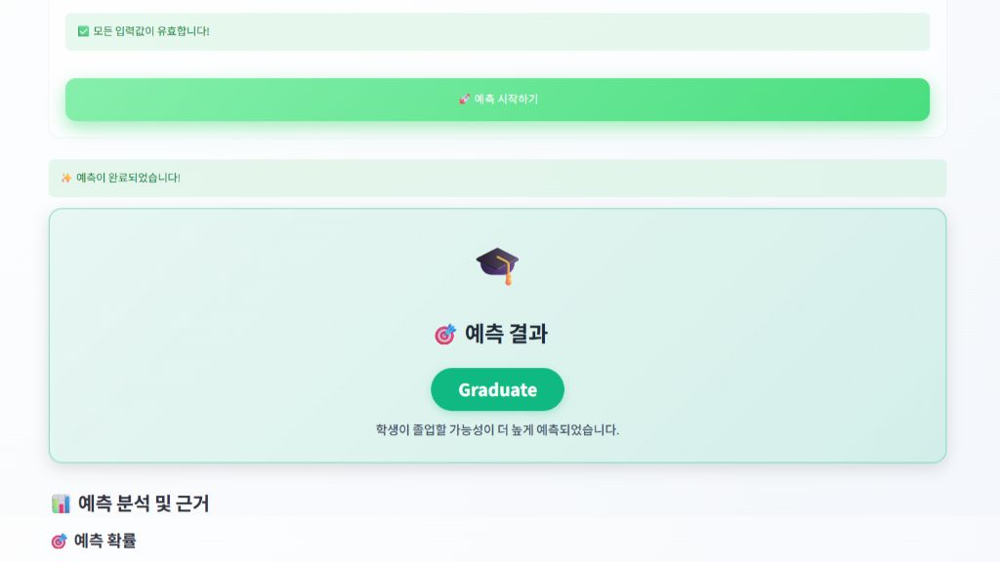 ✅ 모든 입력값이 유효합니다!
🚀 예측 시작하기
✨ 예측이 완료되었습니다!
🎯 예측 결과
Graduate
학생이 졸업할 가능성이 더 높게 예측되었습니다.
📊 예측 분석 및 근거
🎯 예측 확률